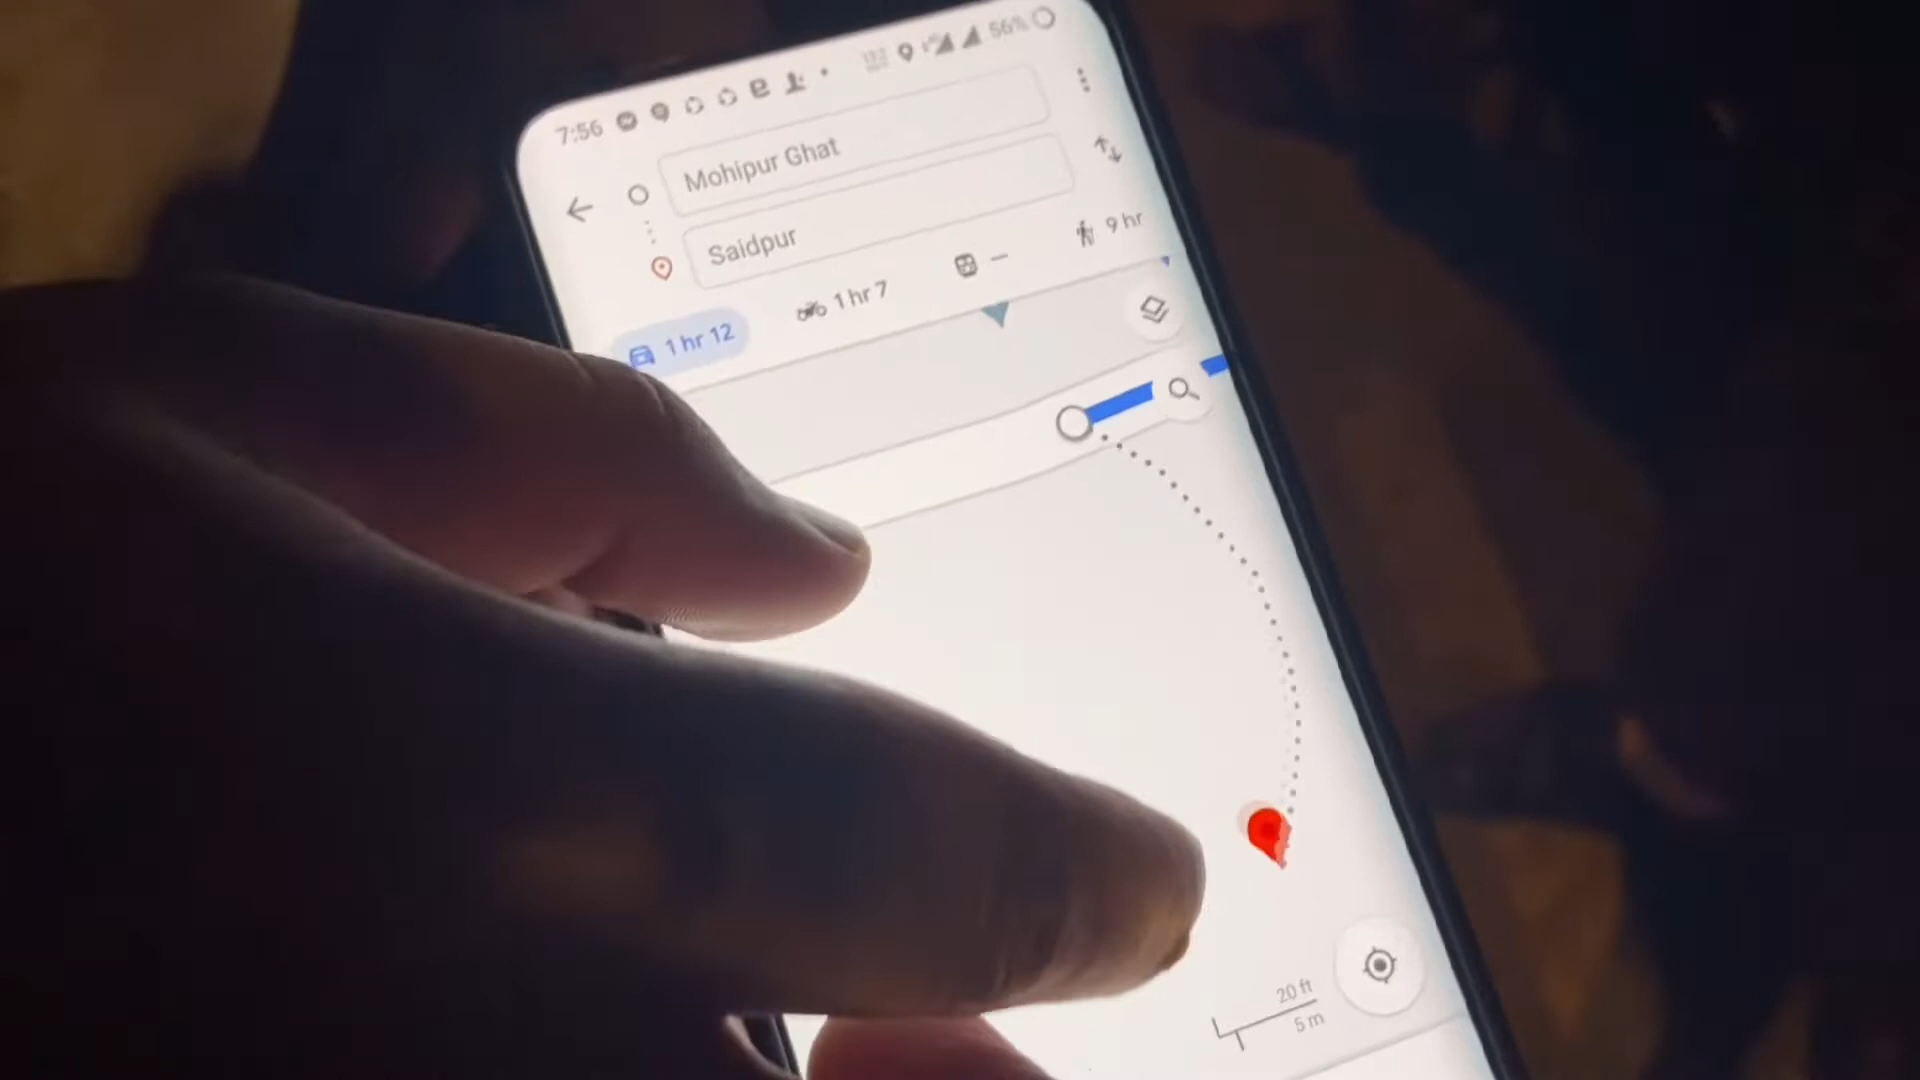 7:56
56%
Mohipur Ghat
Saidpur
1 hr 12
1 hr 7
—
9 hr
20 ft
5 m